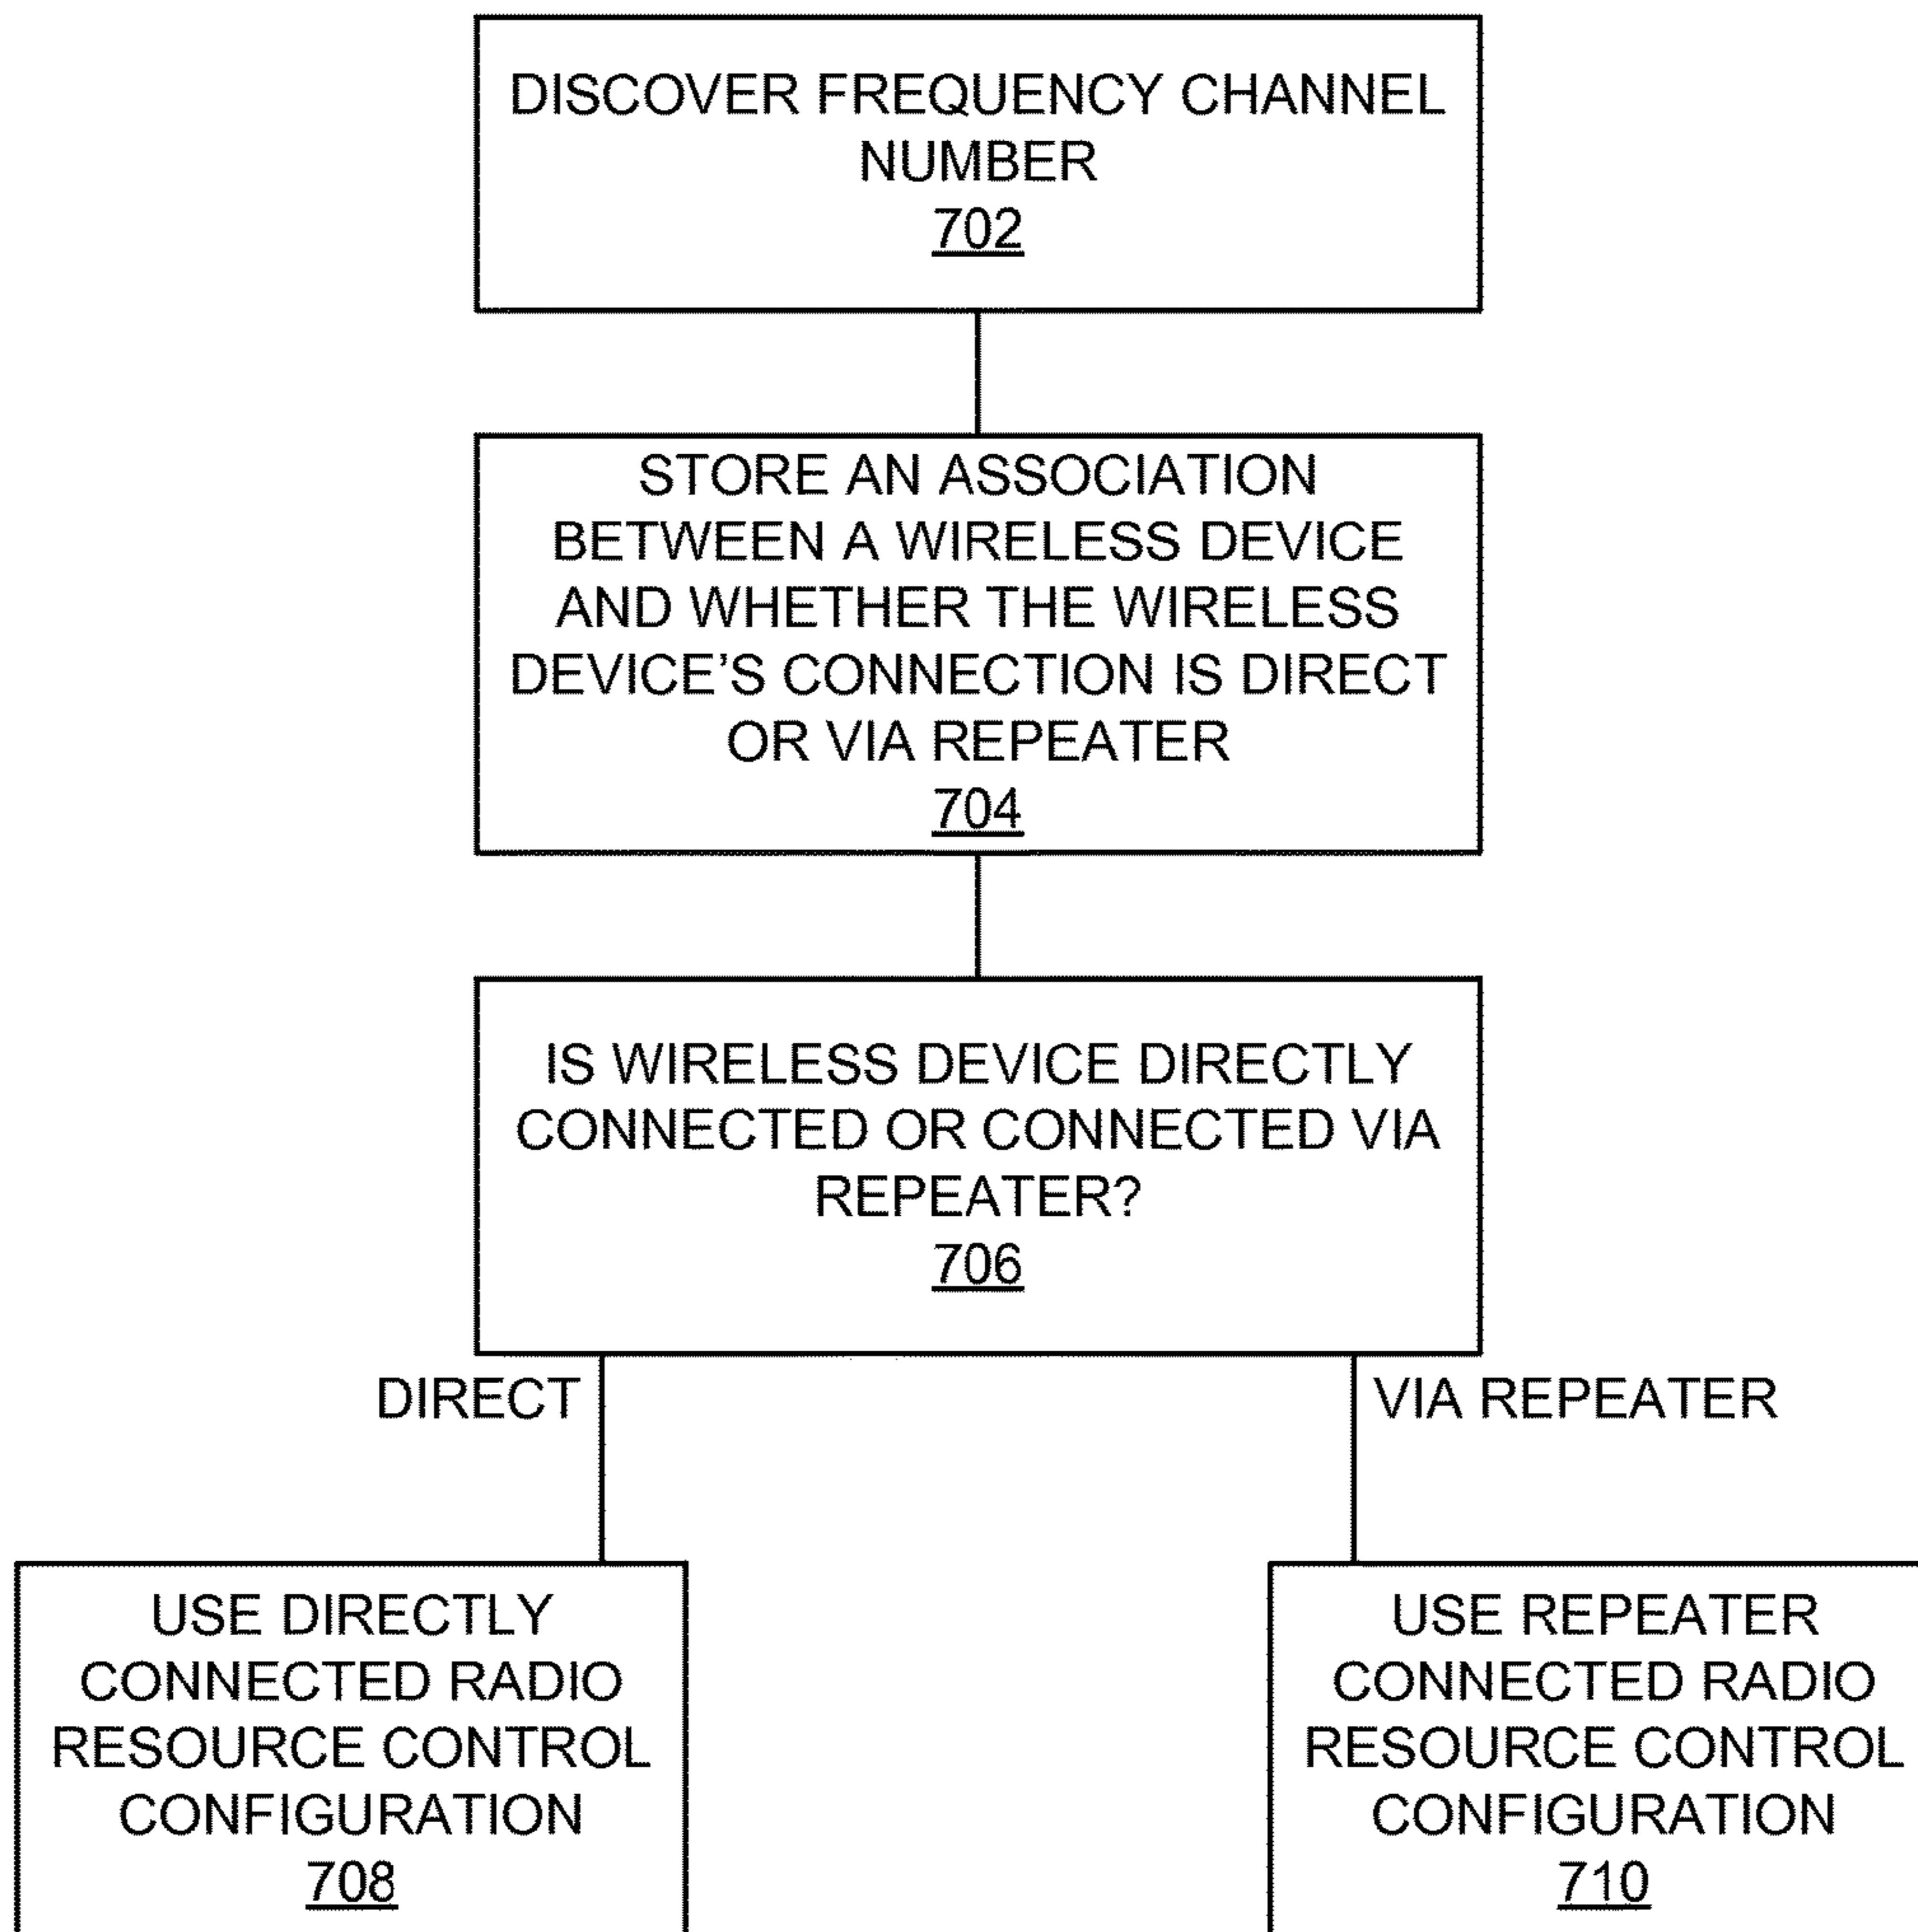 DISCOVER FREQUENCY CHANNEL
NUMBER
702
STORE AN ASSOCIATION
BETWEEN A WIRELESS DEVICE
AND WHETHER THE WIRELESS
DEVICE’S CONNECTION IS DIRECT
OR VIA REPEATER
704
IS WIRELESS DEVICE DIRECTLY
CONNECTED OR CONNECTED VIA
REPEATER?
706
DIRECT
VIA REPEATER
USE DIRECTLY
CONNECTED RADIO
RESOURCE CONTROL
CONFIGURATION
708
USE REPEATER
CONNECTED RADIO
RESOURCE CONTROL
CONFIGURATION
710